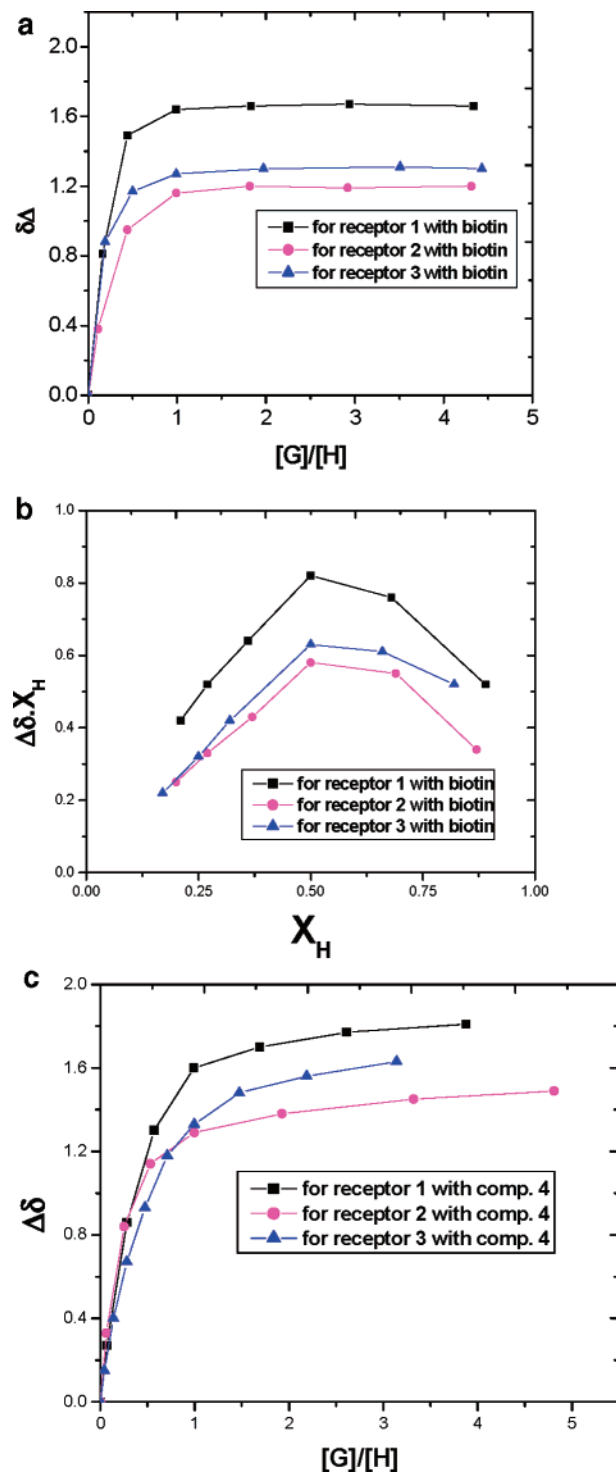 a
2.0
1.6
1.2
0.8
0.4
0.0
δΔ
for receptor 1 with biotin
for receptor 2 with biotin
for receptor 3 with biotin
0 1 2 3 4 5
[G]/[H]
b
1.0
0.8
0.6
0.4
0.2
0.0
Δδ.X_H
for receptor 1 with biotin
for receptor 2 with biotin
for receptor 3 with biotin
0.00 0.25 0.50 0.75 1.00
X_H
c
2.0
1.6
1.2
0.8
0.4
0.0
Δδ
for receptor 1 with comp. 4
for receptor 2 with comp. 4
for receptor 3 with comp. 4
0 1 2 3 4 5
[G]/[H]